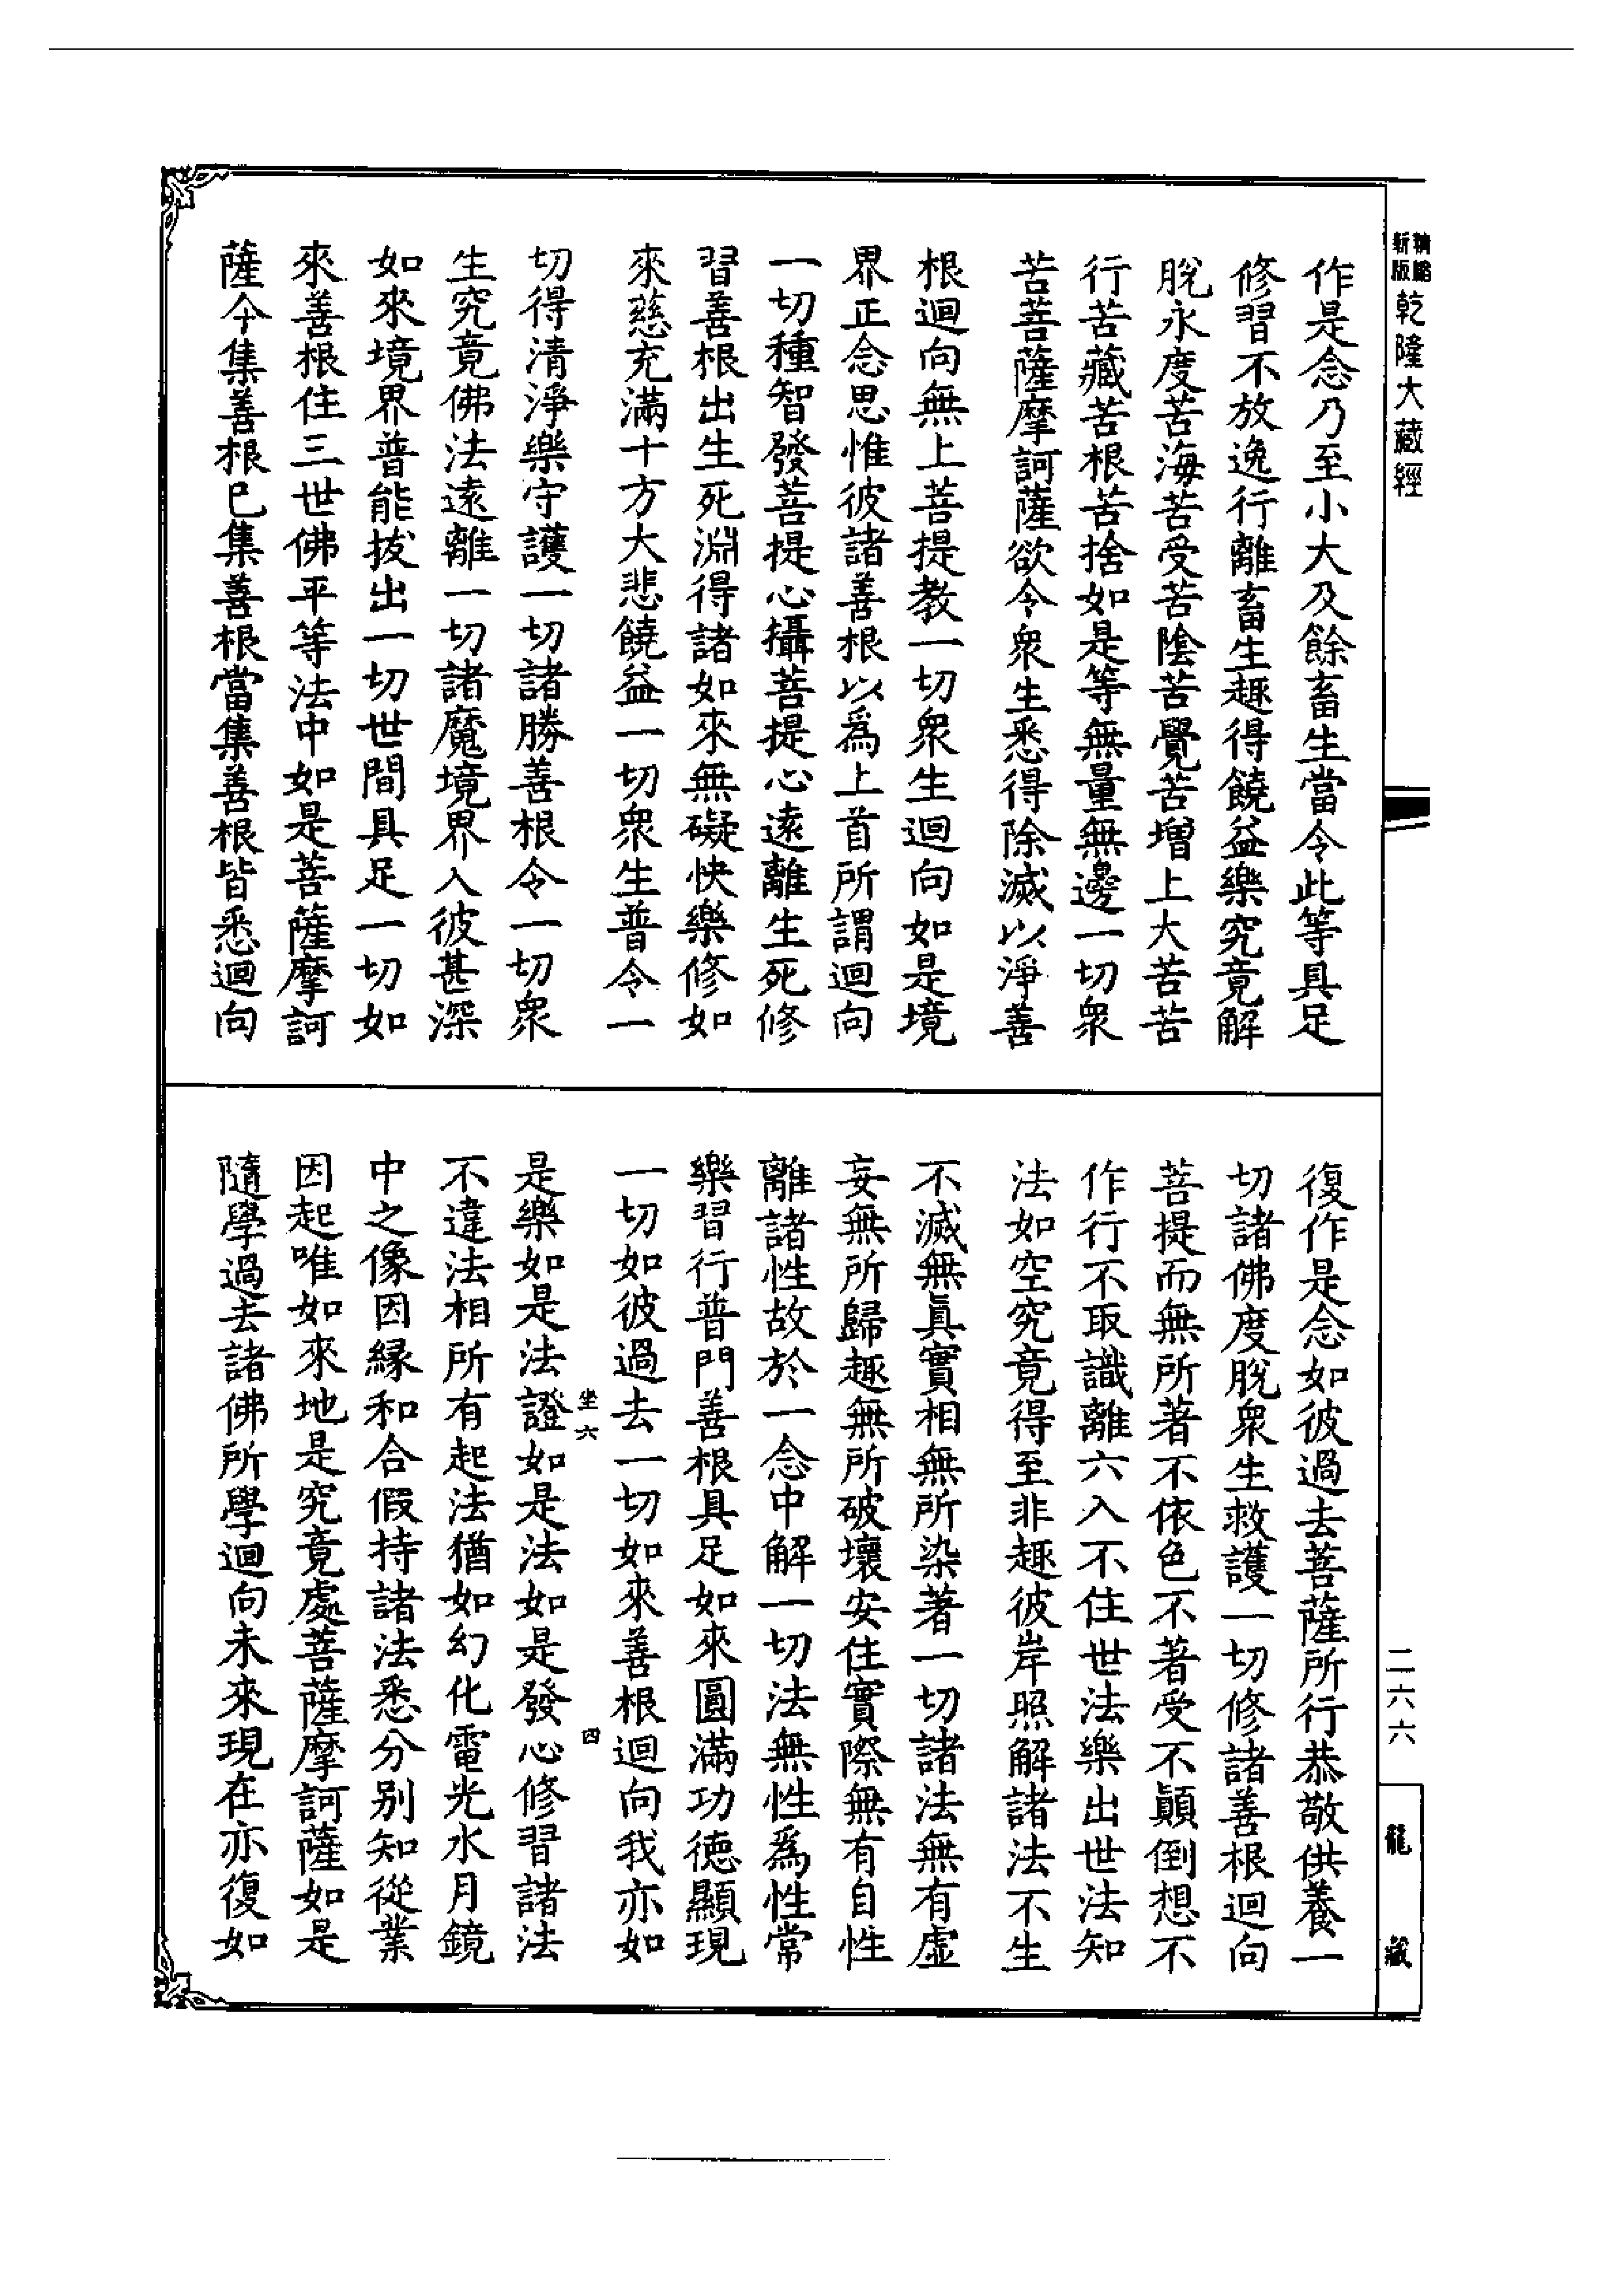 新版
精縮
乾隆大藏經
二六六
龍藏
作是念乃至小大及餘畜生當令此等具足
修習不放逸行離畜生趣得饒益樂究竟解
脫永度苦海苦受苦陰苦覺苦增上大苦苦
行苦藏苦根苦捨如是等無量無邊一切衆
苦菩薩摩訶薩欲令衆生悉得除滅以淨善
根迴向無上菩提教一切衆生迴向如是境
界正念思惟彼諸善根以爲上首所謂迴向
一切種智發菩提心攝菩提心遠離生死修
習善根出生死淵得諸如來無礙快樂修如
來慈充滿十方大悲饒益一切衆生普令一
切得清淨樂守護一切諸勝善根令一切衆
生究竟佛法遠離一切諸魔境界入彼甚深
如來境界普能拔出一切世間具足一切如
來善根住三世佛平等法中如是菩薩摩訶
薩今集善根已集善根當集善根皆悉迴向
復作是念如彼過去菩薩所行恭敬供養一
切諸佛度脫衆生救護一切修諸善根迴向
菩提而無所著不依色不著受不顚倒想不
作行不取識離六入不住世法樂出世法知
法如空究竟得至非趣彼岸照解諸法不生
不滅無眞實相無所染著一切諸法無有虛
妄無所歸趣無所破壞安住實際無有自性
離諸性故於一念中解一切法無性爲性常
樂習行普門善根具足如來圓滿功德顯現
一切如彼過去一切如來善根迴向我亦如
坐六
四
是樂如是法證如是法如是發心修習諸法
不違法相所有起法猶如幻化電光水月鏡
中之像因緣和合假持諸法悉分別知從業
因起唯如來地是究竟處菩薩摩訶薩如是
隨學過去諸佛所學迴向未來現在亦復如